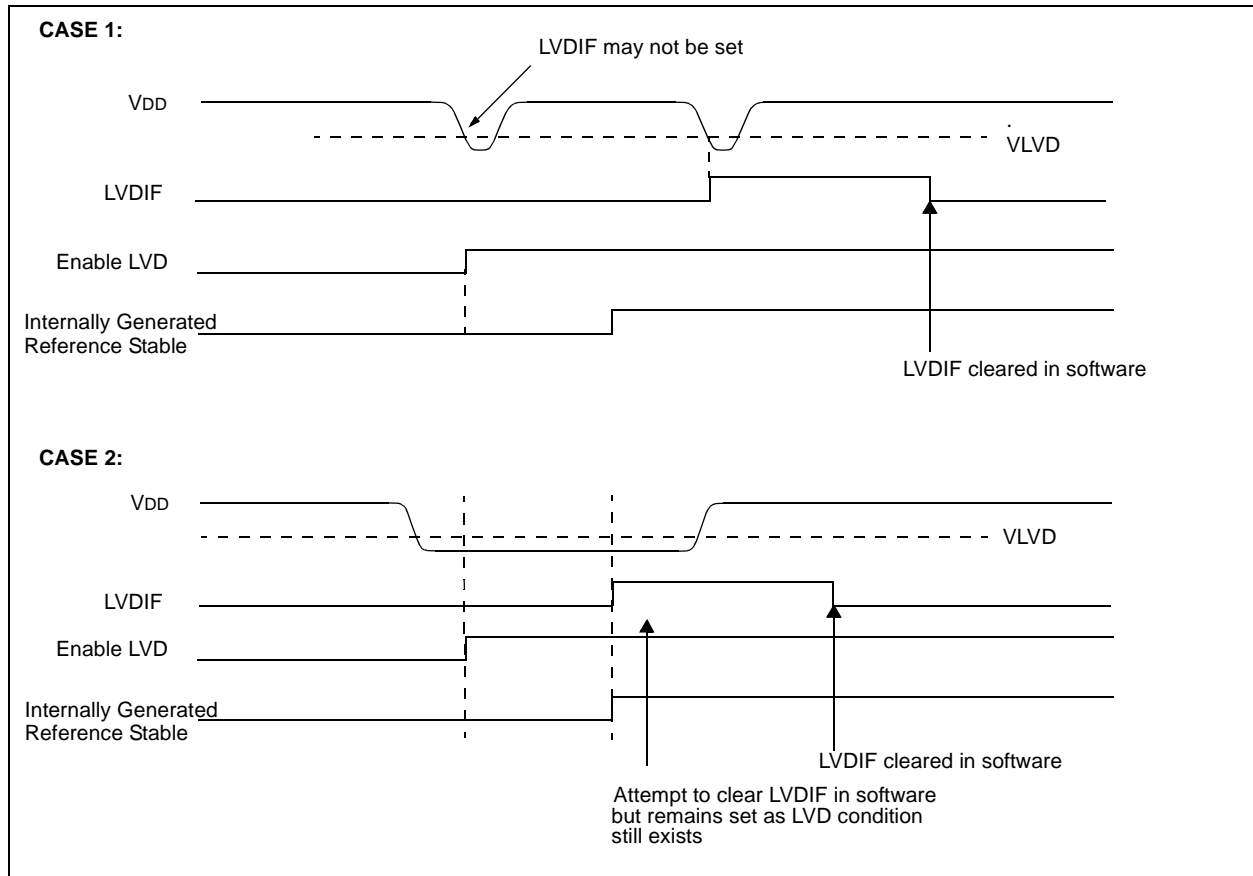 CASE 1:
LVDIF may not be set
VDD
.
VLVD
LVDIF
Enable LVD
Internally Generated
Reference Stable
LVDIF cleared in software
CASE 2:
VDD
VLVD
LVDIF
Enable LVD
Internally Generated
Reference Stable
LVDIF cleared in software
Attempt to clear LVDIF in software
but remains set as LVD condition
still exists